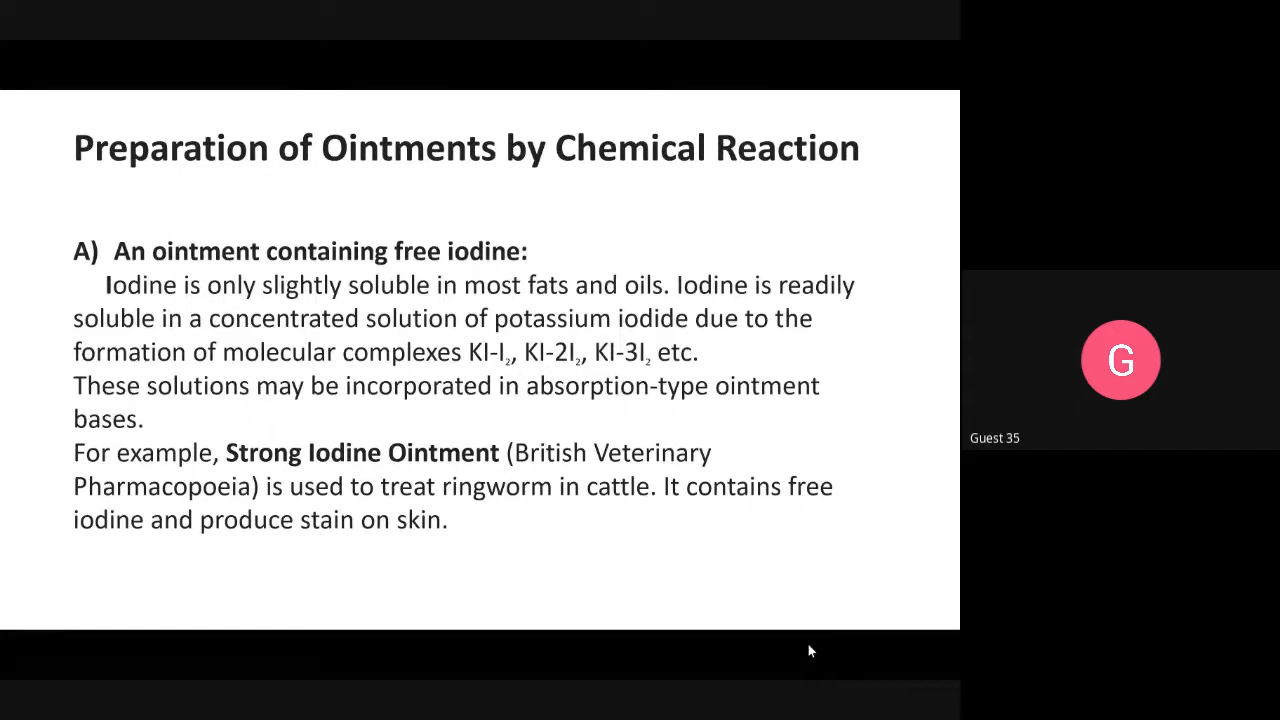 Preparation of Ointments by Chemical Reaction
A) An ointment containing free iodine:
Iodine is only slightly soluble in most fats and oils. Iodine is readily
soluble in a concentrated solution of potassium iodide due to the
formation of molecular complexes KI-I₂, KI-2I₂, KI-3I₂ etc.
These solutions may be incorporated in absorption-type ointment
bases.
For example, Strong Iodine Ointment (British Veterinary
Pharmacopoeia) is used to treat ringworm in cattle. It contains free
iodine and produce stain on skin.
G
Guest 35